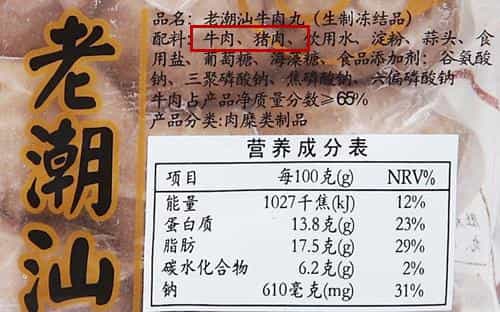 老潮汕
品名：老潮汕牛肉丸（生制冻结品）
配料：牛肉、猪肉、饮用水、淀粉、蒜头、食
用盐、葡萄糖、海藻糖、食品添加剂：谷氨酸
钠、三聚磷酸钠、焦磷酸钠、六偏磷酸钠
牛肉占产品净质量分数≥65%
产品分类：肉糜类制品
营养成分表
项目 每100克(g) NRV%
能量 1027千焦(kJ) 12%
蛋白质 13.8克(g) 23%
脂肪 17.5克(g) 29%
碳水化合物 6.2克(g) 2%
钠 610毫克(mg) 31%